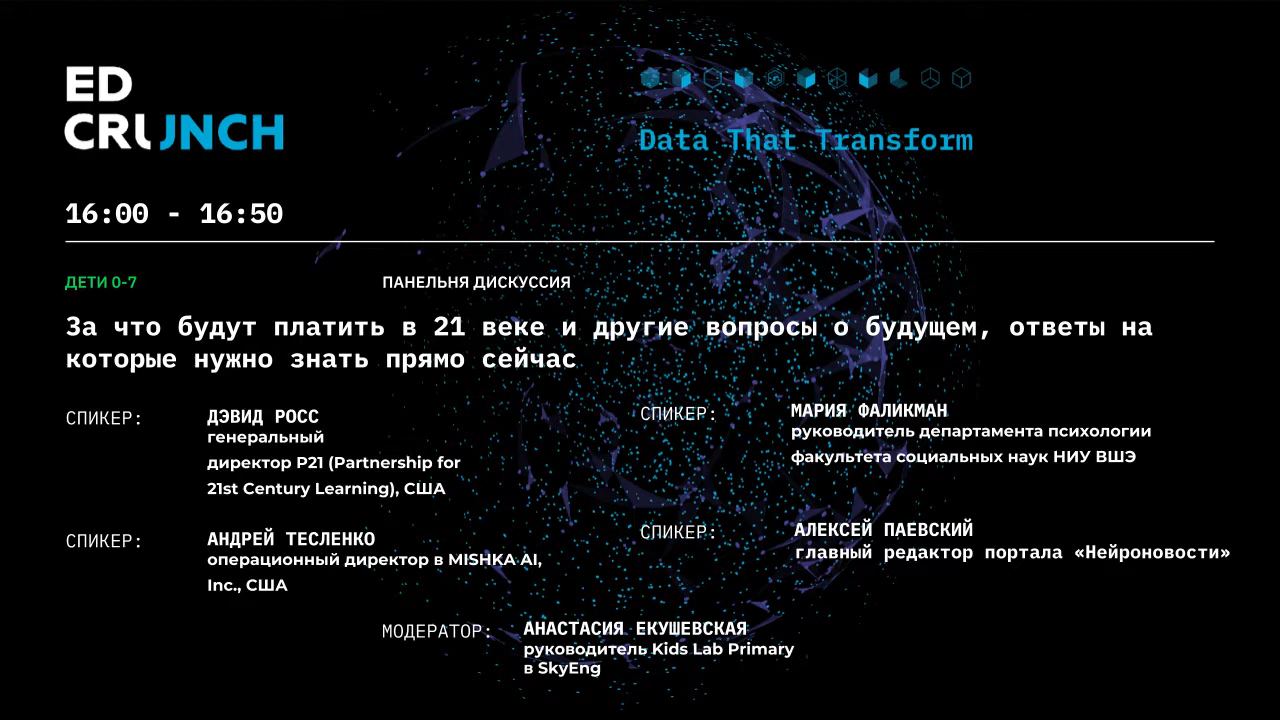 ED
CRUNCH
Data That Transform
16:00 - 16:50
ДЕТИ 0-7
ПАНЕЛЬНЯ ДИСКУССИЯ
За что будут платить в 21 веке и другие вопросы о будущем, ответы на
которые нужно знать прямо сейчас
СПИКЕР:
ДЭВИД РОСС
генеральный
директор P21 (Partnership for
21st Century Learning), США
СПИКЕР:
МАРИЯ ФАЛИКМАН
руководитель департамента психологии
факультета социальных наук НИУ ВШЭ
СПИКЕР:
АНДРЕЙ ТЕСЛЕНКО
операционный директор в MISHKA AI,
Inc., США
СПИКЕР:
АЛЕКСЕЙ ПАЕВСКИЙ
главный редактор портала «Нейроновости»
МОДЕРАТОР:
АНАСТАСИЯ ЕКУШЕВСКАЯ
руководитель Kids Lab Primary
в SkyEng